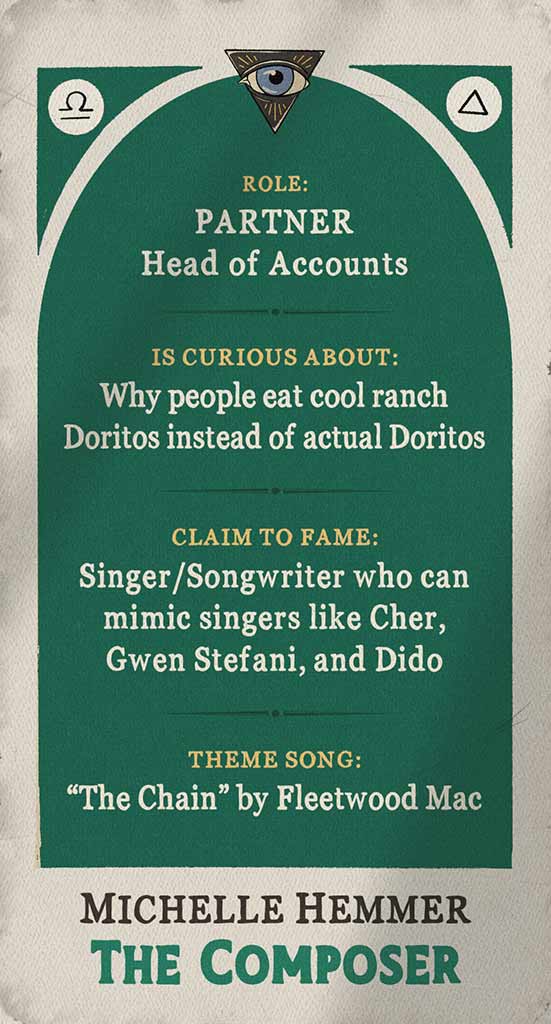 ROLE:
PARTNER
Head of Accounts
IS CURIOUS ABOUT:
Why people eat cool ranch
Doritos instead of actual Doritos
CLAIM TO FAME:
Singer/Songwriter who can
mimic singers like Cher,
Gwen Stefani, and Dido
THEME SONG:
“The Chain” by Fleetwood Mac
MICHELLE HEMMER
THE COMPOSER